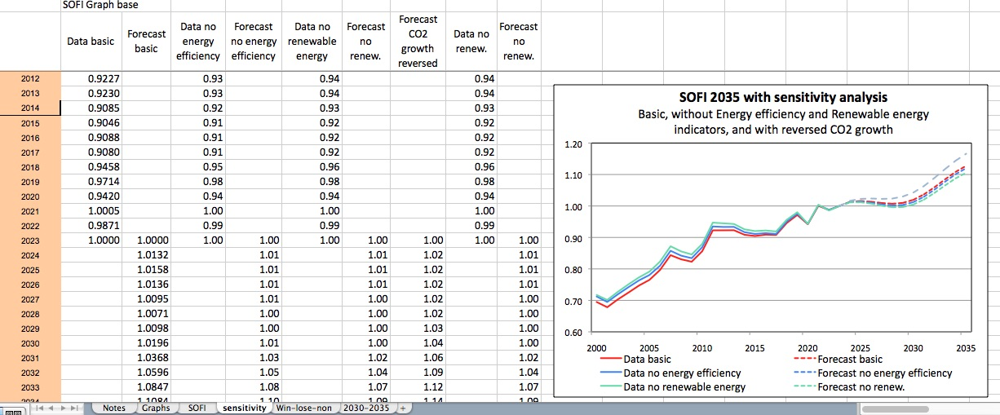 SOFI Graph base
Data basic Forecast basic Data no energy efficiency Forecast no energy efficiency Data no renewable energy Forecast no renew. Forecast CO2 growth reversed Data no renew. Forecast no renew.
2012 0.9227 0.93 0.94 0.94
2013 0.9230 0.93 0.94 0.94
2014 0.9085 0.92 0.93 0.93
2015 0.9046 0.91 0.92 0.92
2016 0.9088 0.91 0.92 0.92
2017 0.9080 0.91 0.92 0.92
2018 0.9458 0.95 0.96 0.96
2019 0.9714 0.98 0.98 0.98
2020 0.9420 0.94 0.94 0.94
2021 1.0005 1.00 1.00 1.00
2022 0.9871 0.99 0.99 0.99
2023 1.0000 1.0000 1.00 1.00 1.00 1.00 1.00 1.00 1.00
2024 1.0132 1.01 1.01 1.02 1.01
2025 1.0158 1.01 1.01 1.02 1.01
2026 1.0136 1.01 1.01 1.02 1.01
2027 1.0095 1.01 1.00 1.02 1.00
2028 1.0071 1.00 1.00 1.02 1.00
2029 1.0098 1.00 1.00 1.03 1.00
2030 1.0196 1.01 1.00 1.04 1.00
2031 1.0368 1.03 1.02 1.06 1.02
2032 1.0596 1.05 1.04 1.09 1.04
2033 1.0847 1.08 1.07 1.12 1.07
2034 1.1084 1.10 1.09 1.14 1.09
SOFI 2035 with sensitivity analysis
Basic, without Energy efficiency and Renewable energy
indicators, and with reversed CO2 growth
1.20
1.10
1.00
0.90
0.80
0.70
0.60
2000 2005 2010 2015 2020 2025 2030 2035
Data basic Forecast basic
Data no energy efficiency Forecast no energy efficiency
Data no renewable energy Forecast no renew.
Notes Graphs SOFI sensitivity Win-lose-non 2030-2035 +